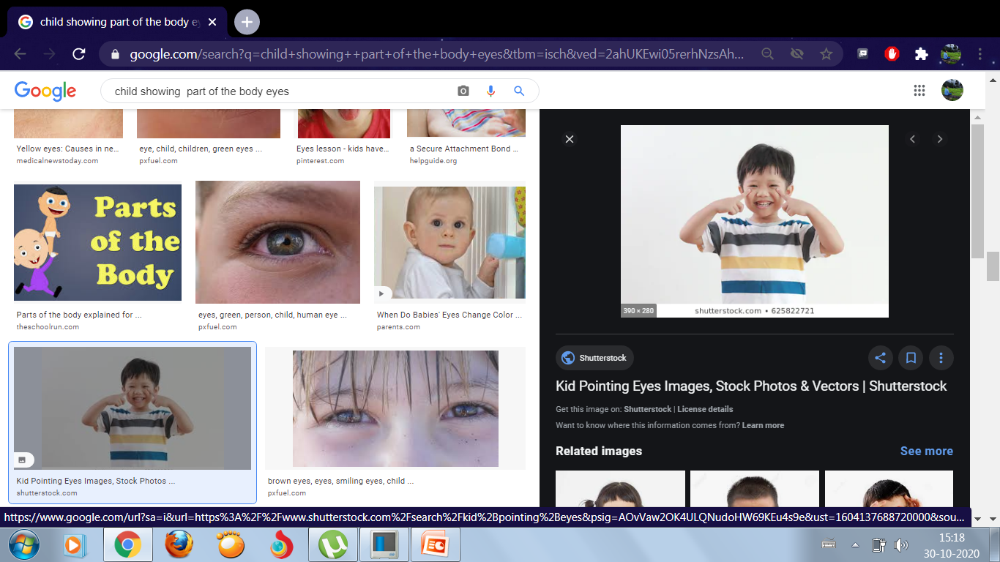 child showing part of the body ey
google.com/search?q=child+showing++part+of+the+body+eyes&tbm=isch&ved=2ahUKEwi05rerhNzsAh...
Google
child showing  part of the body eyes
Yellow eyes: Causes in ne...
medicalnewstoday.com
eye, child, children, green eyes ...
pxfuel.com
Eyes lesson - kids have...
pinterest.com
a Secure Attachment Bond ...
helpguide.org
Parts
of the
Body
Parts of the body explained for ...
theschoolrun.com
eyes, green, person, child, human eye ...
pxfuel.com
When Do Babies' Eyes Change Color ...
parents.com
Kid Pointing Eyes Images, Stock Photos ...
shutterstock.com
brown eyes, eyes, smiling eyes, child ...
pxfuel.com
390 × 280
shutterstock.com • 625822721
Shutterstock
Kid Pointing Eyes Images, Stock Photos & Vectors | Shutterstock
Get this image on: Shutterstock | License details
Want to know where this information comes from? Learn more
Related images
See more
https://www.google.com/url?sa=i&url=https%3A%2F%2Fwww.shutterstock.com%2Fsearch%2Fkid%2Bpointing%2Beyes&psig=AOvVaw2OK4ULQNudoHW69KEu4s9e&ust=1604137688720000&sou...
15:18
30-10-2020